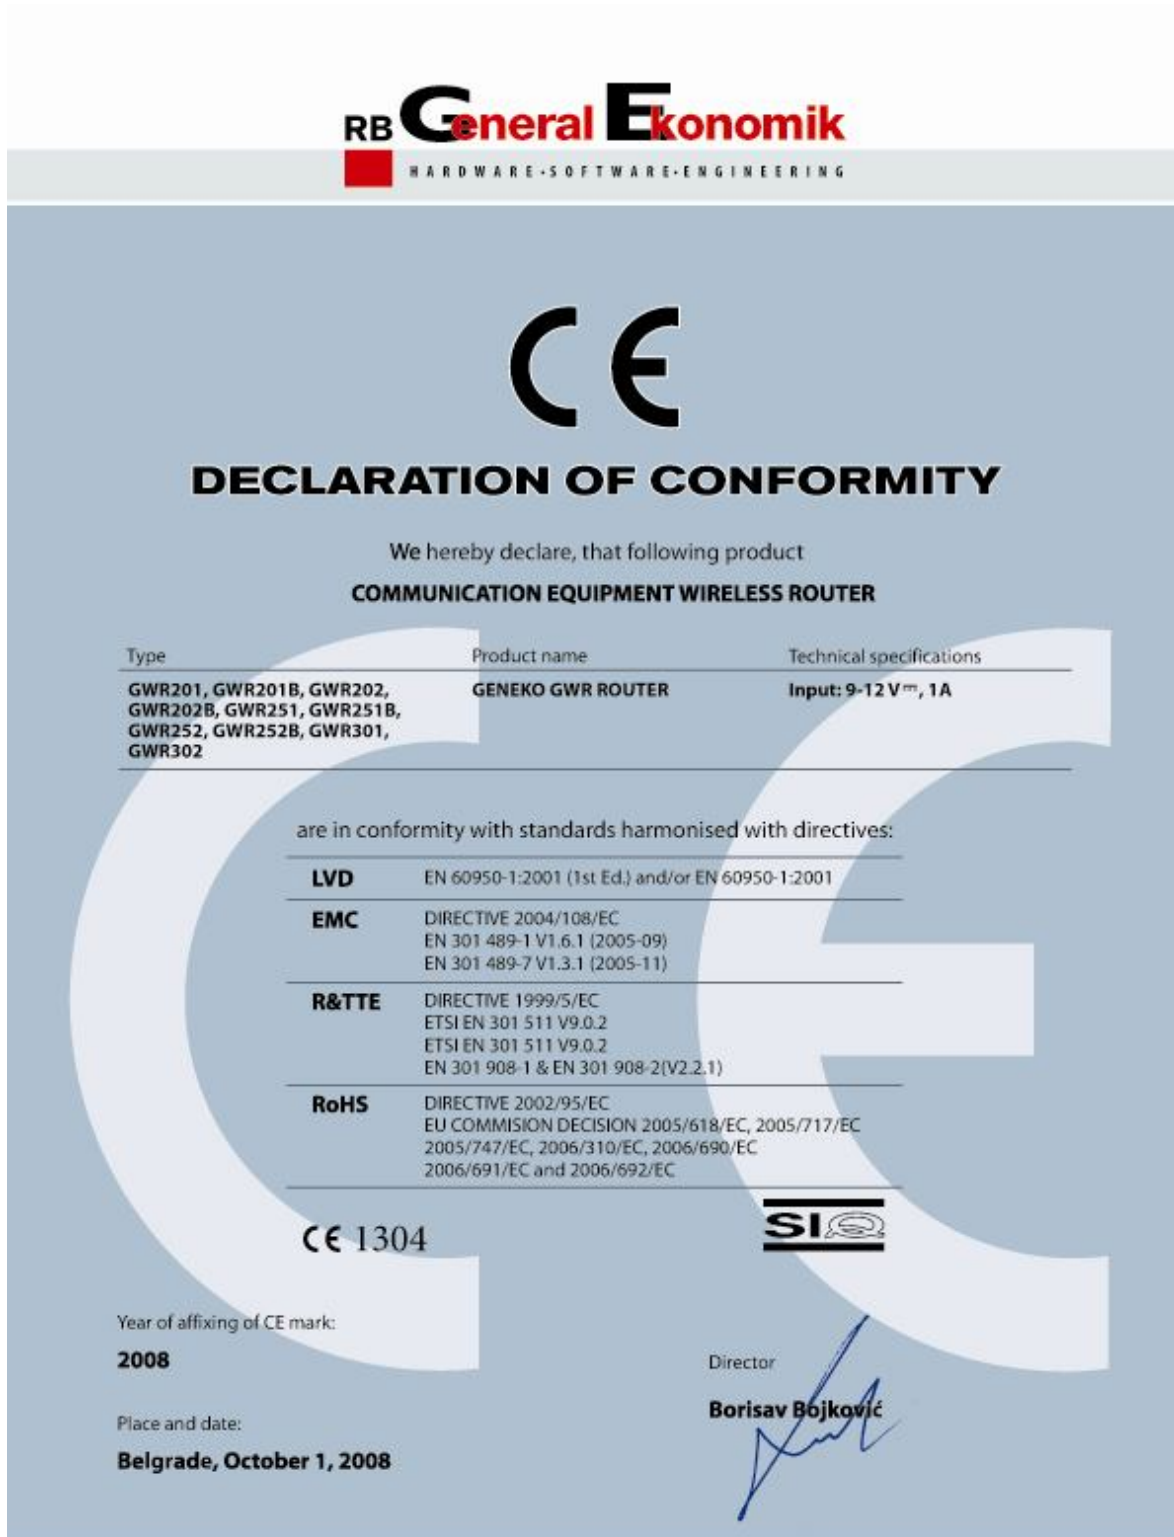 RB General Ekonomik
HARDWARE•SOFTWARE•ENGINEERING
CE
DECLARATION OF CONFORMITY
We hereby declare, that following product
COMMUNICATION EQUIPMENT WIRELESS ROUTER
Type Product name Technical specifications
GWR201, GWR201B, GWR202, GENEKO GWR ROUTER Input: 9-12 V⎓, 1A
GWR202B, GWR251, GWR251B,
GWR252, GWR252B, GWR301,
GWR302
are in conformity with standards harmonised with directives:
LVD EN 60950-1:2001 (1st Ed.) and/or EN 60950-1:2001
EMC DIRECTIVE 2004/108/EC
EN 301 489-1 V1.6.1 (2005-09)
EN 301 489-7 V1.3.1 (2005-11)
R&TTE DIRECTIVE 1999/5/EC
ETSI EN 301 511 V9.0.2
ETSI EN 301 511 V9.0.2
EN 301 908-1 & EN 301 908-2(V2.2.1)
RoHS DIRECTIVE 2002/95/EC
EU COMMISION DECISION 2005/618/EC, 2005/717/EC
2005/747/EC, 2006/310/EC, 2006/690/EC
2006/691/EC and 2006/692/EC
CE 1304 SIQ
Year of affixing of CE mark:
2008
Director
Borisav Bojković
Place and date:
Belgrade, October 1, 2008